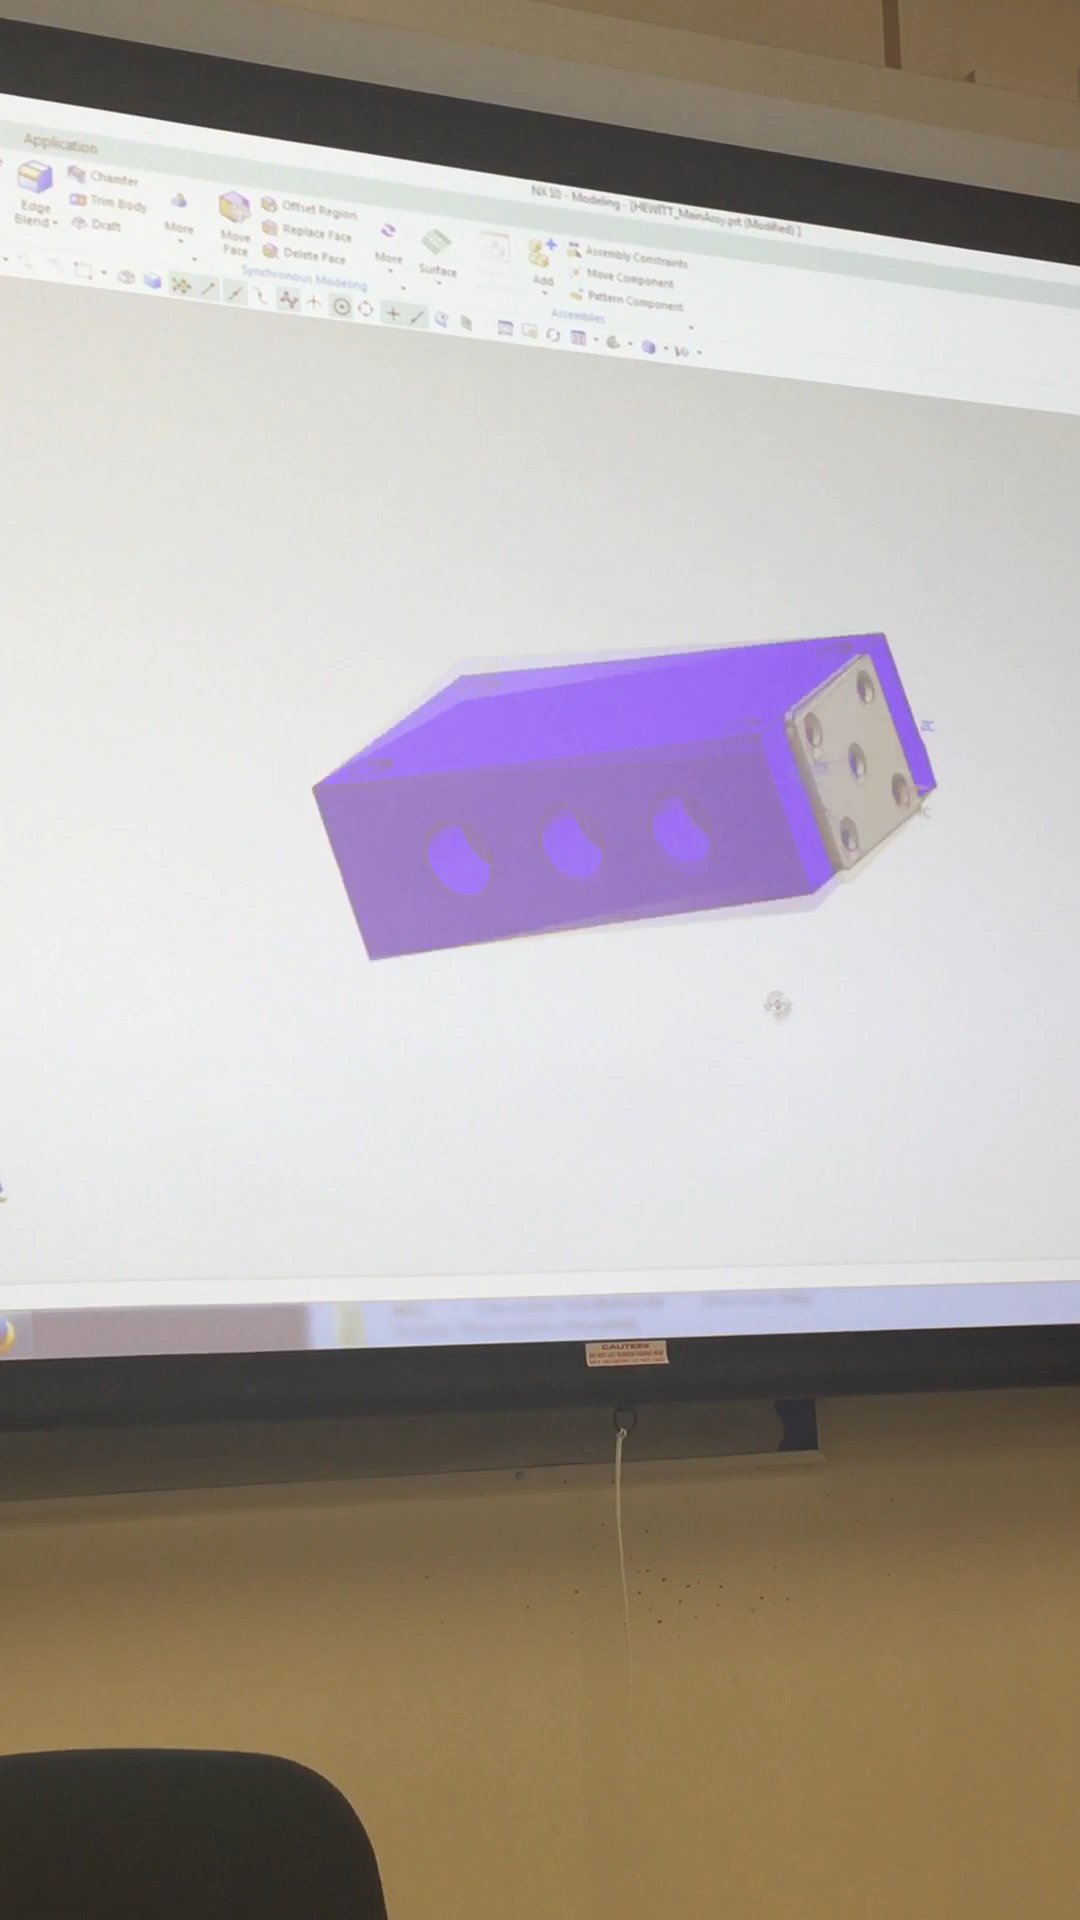 Application
NX 10 - Modeling - [HEWITT_MainAssy.prt (Modified) ]
Edge
Blend
Chamfer
Trim Body
Draft
More
Move
Face
Offset Region
Replace Face
Delete Face
More
Surface
Add
Assembly Constraints
Move Component
Pattern Component
Synchronous Modeling
Assemblies
ZC
CAUTION!